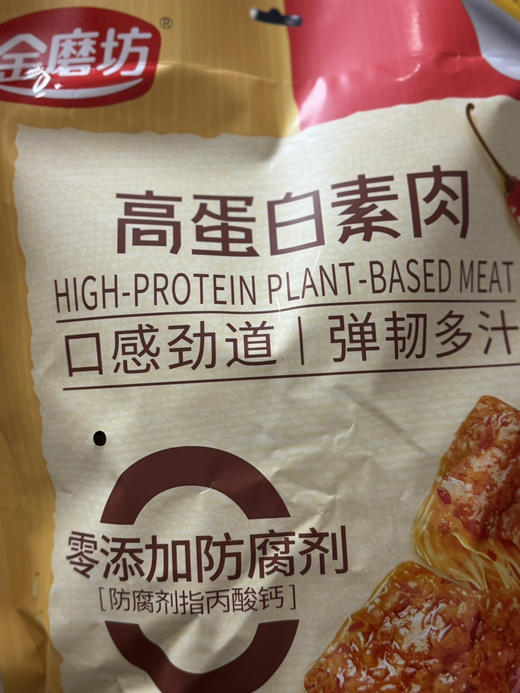 金磨坊®
高蛋白素肉
HIGH-PROTEIN PLANT-BASED MEAT
口感劲道｜弹韧多汁
零添加防腐剂
[防腐剂指丙酸钙]